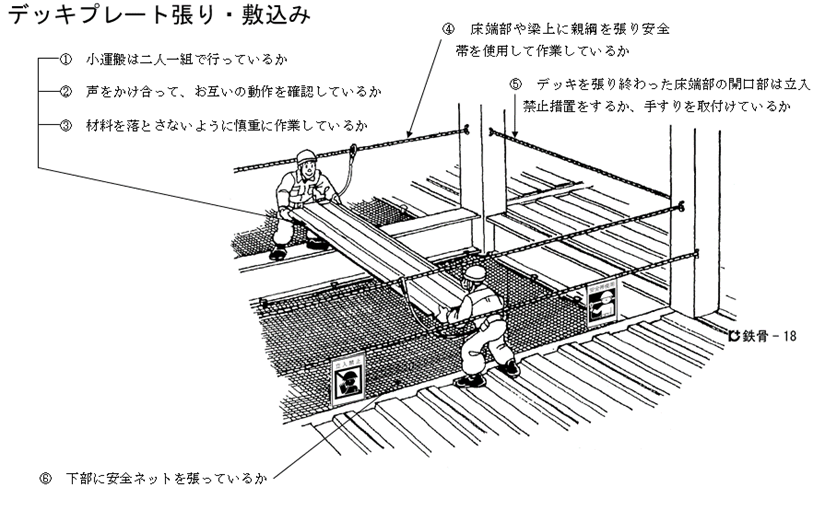 デッキプレート張り・敷込み
① 小運搬は二人一組で行っているか
② 声をかけ合って、お互いの動作を確認しているか
③ 材料を落とさないように慎重に作業しているか
④ 床端部や梁上に親綱を張り安全
帯を使用して作業しているか
⑤ デッキを張り終わった床端部の開口部は立入
禁止措置をするか、手すりを取付けているか
鉄骨－18
立入禁止
⑥ 下部に安全ネットを張っているか